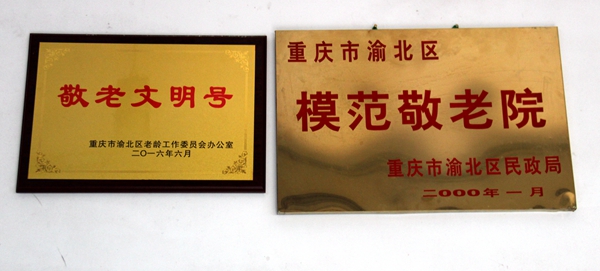 敬老文明号
重庆市渝北区老龄工作委员会办公室
二〇一六年六月
重庆市渝北区
模范敬老院
重庆市渝北区民政局
二000年一月